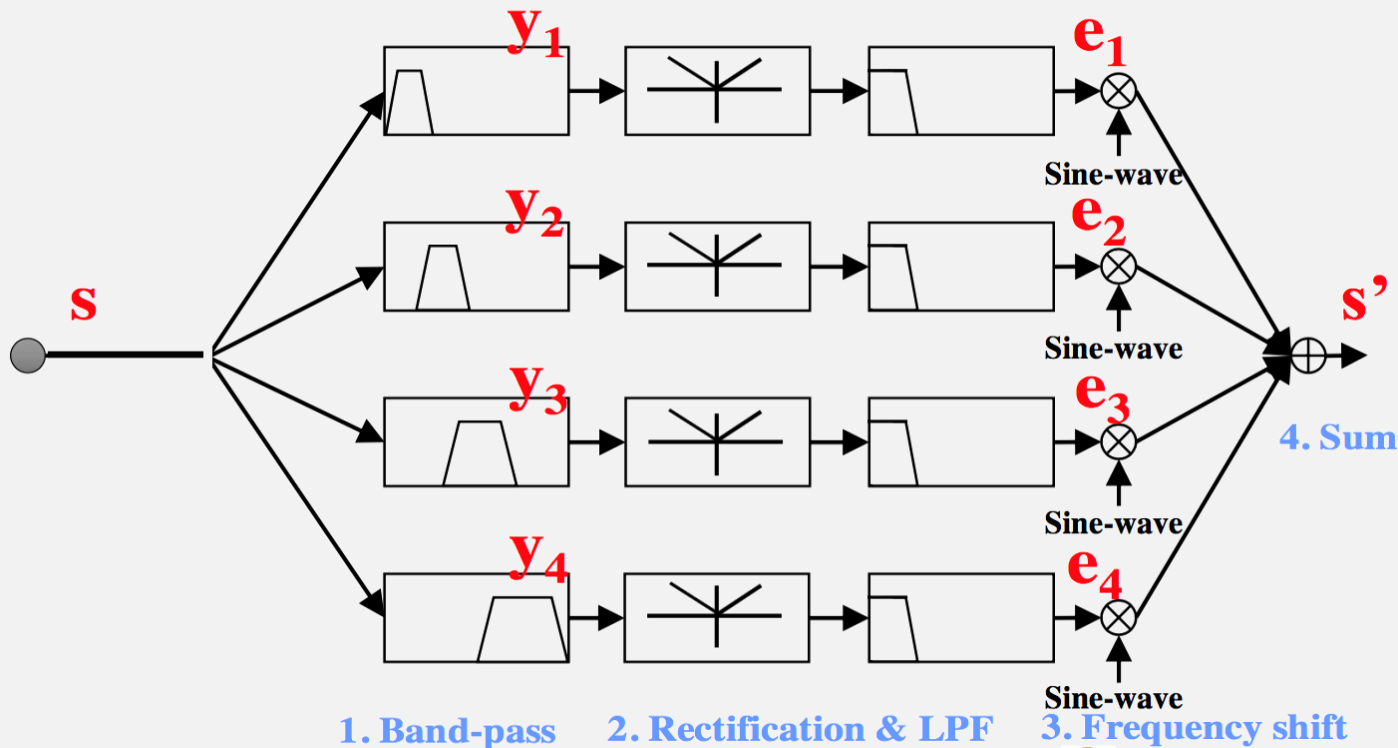 y1
e1
Sine-wave
y2
e2
s
s’
Sine-wave
y3
e3
4. Sum
Sine-wave
y4
e4
Sine-wave
1. Band-pass
2. Rectification & LPF
3. Frequency shift